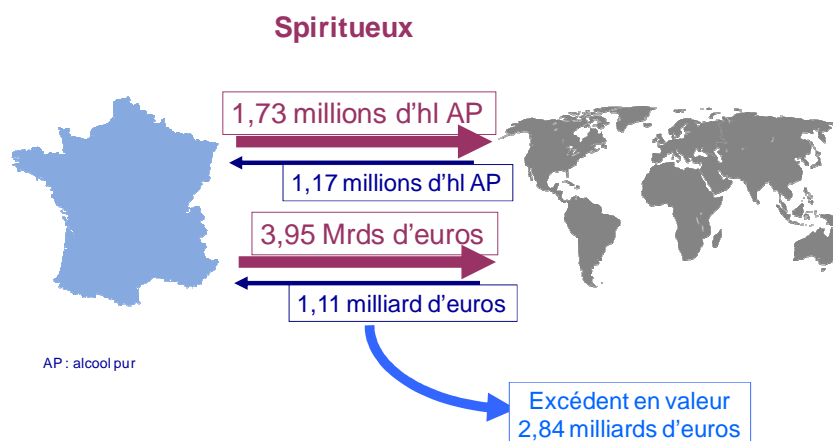 Spiritueux
1,73 millions d'hl AP
1,17 millions d'hl AP
3,95 Mrds d'euros
1,11 milliard d'euros
AP : alcool pur
Excédent en valeur
2,84 milliards d'euros